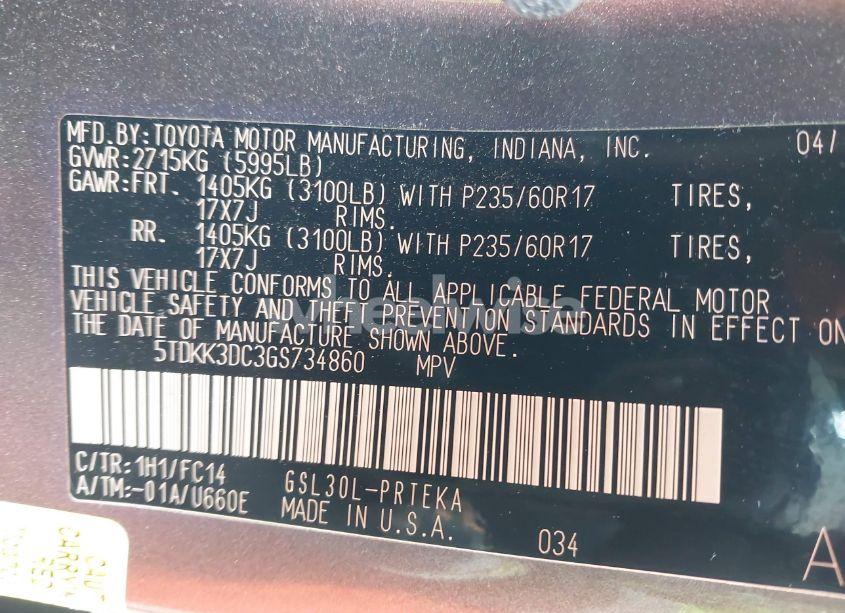 MFD.BY:TOYOTA MOTOR MANUFACTURING, INDIANA, INC. 04/
GVWR:2715KG (5995LB)
GAWR:FRT. 1405KG (3100LB) WITH P235/60R17 TIRES,
17X7J RIMS.
RR. 1405KG (3100LB) WITH P235/60R17 TIRES,
17X7J RIMS.
THIS VEHICLE CONFORMS TO ALL APPLICABLE FEDERAL MOTOR
VEHICLE SAFETY AND THEFT PREVENTION STANDARDS IN EFFECT ON
THE DATE OF MANUFACTURE SHOWN ABOVE.
5TDKK3DC3GS734860 MPV
C/TR:1H1/FC14
A/TM:-01A/U660E
GSL30L-PRTEKA
MADE IN U.S.A.
034
A